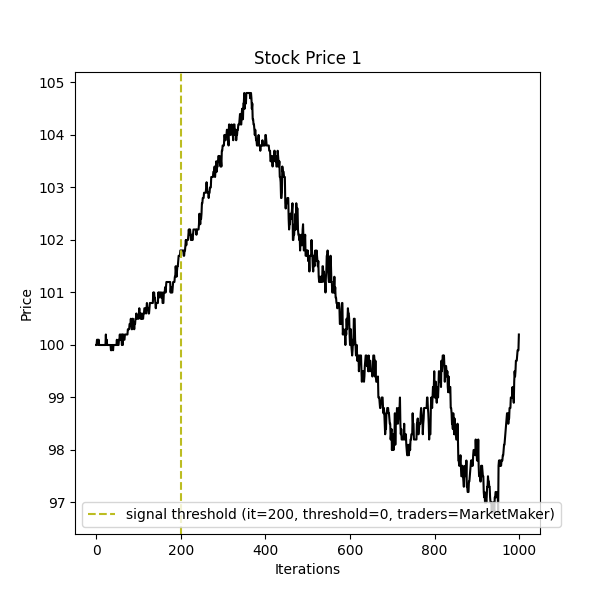 Stock Price 1
105
104
103
102
101
100
99
98
97
Price
signal threshold (it=200, threshold=0, traders=MarketMaker)
0 200 400 600 800 1000
Iterations